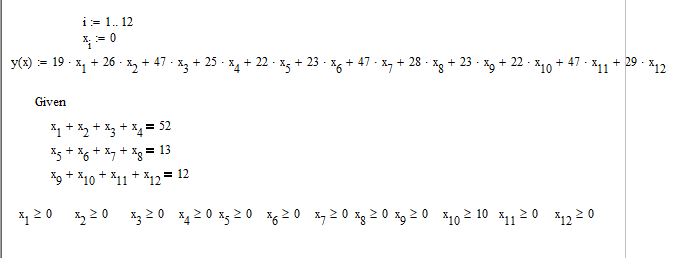 i := 1.. 12
x_i := 0
y(x) := 19 · x_1 + 26 · x_2 + 47 · x_3 + 25 · x_4 + 22 · x_5 + 23 · x_6 + 47 · x_7 + 28 · x_8 + 23 · x_9 + 22 · x_10 + 47 · x_11 + 29 · x_12
Given
x_1 + x_2 + x_3 + x_4 = 52
x_5 + x_6 + x_7 + x_8 = 13
x_9 + x_10 + x_11 + x_12 = 12
x_1 ≥ 0 x_2 ≥ 0 x_3 ≥ 0 x_4 ≥ 0 x_5 ≥ 0 x_6 ≥ 0 x_7 ≥ 0 x_8 ≥ 0 x_9 ≥ 0 x_10 ≥ 10 x_11 ≥ 0 x_12 ≥ 0